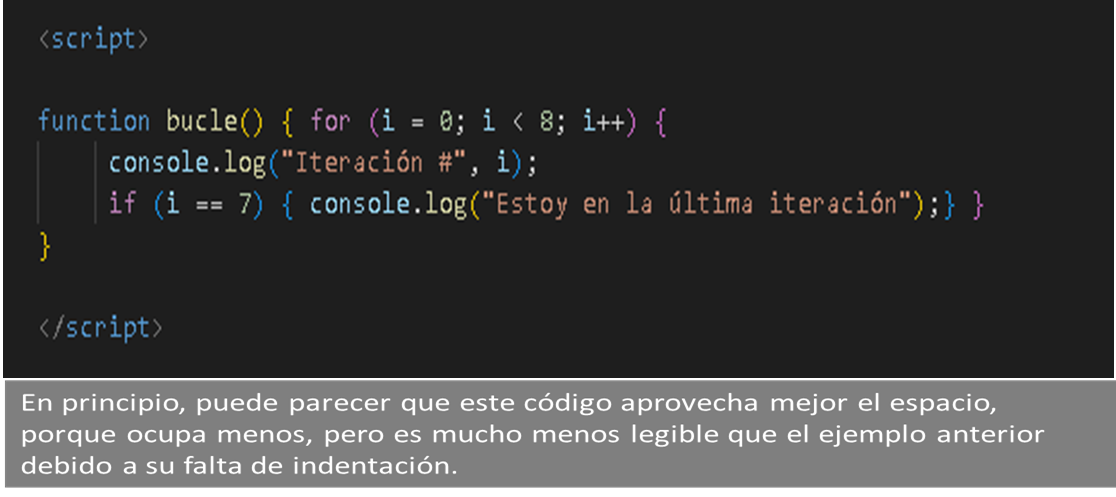 <script>
function bucle() { for (i = 0; i < 8; i++) {
console.log("Iteración #", i);
if (i == 7) { console.log("Estoy en la última iteración");} }
}
</script>
En principio, puede parecer que este código aprovecha mejor el espacio,
porque ocupa menos, pero es mucho menos legible que el ejemplo anterior
debido a su falta de indentación.